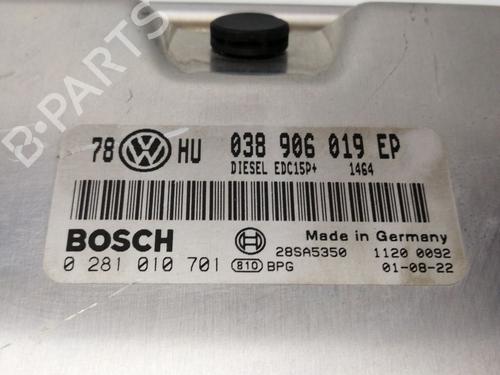 B-PARTS
78 VW HU 038 906 019 EP
DIESEL EDC15P+ 1464
BOSCH
Made in Germany
28SA5350 1120 0092
0 281 010 701 810 BPG 01-08-22